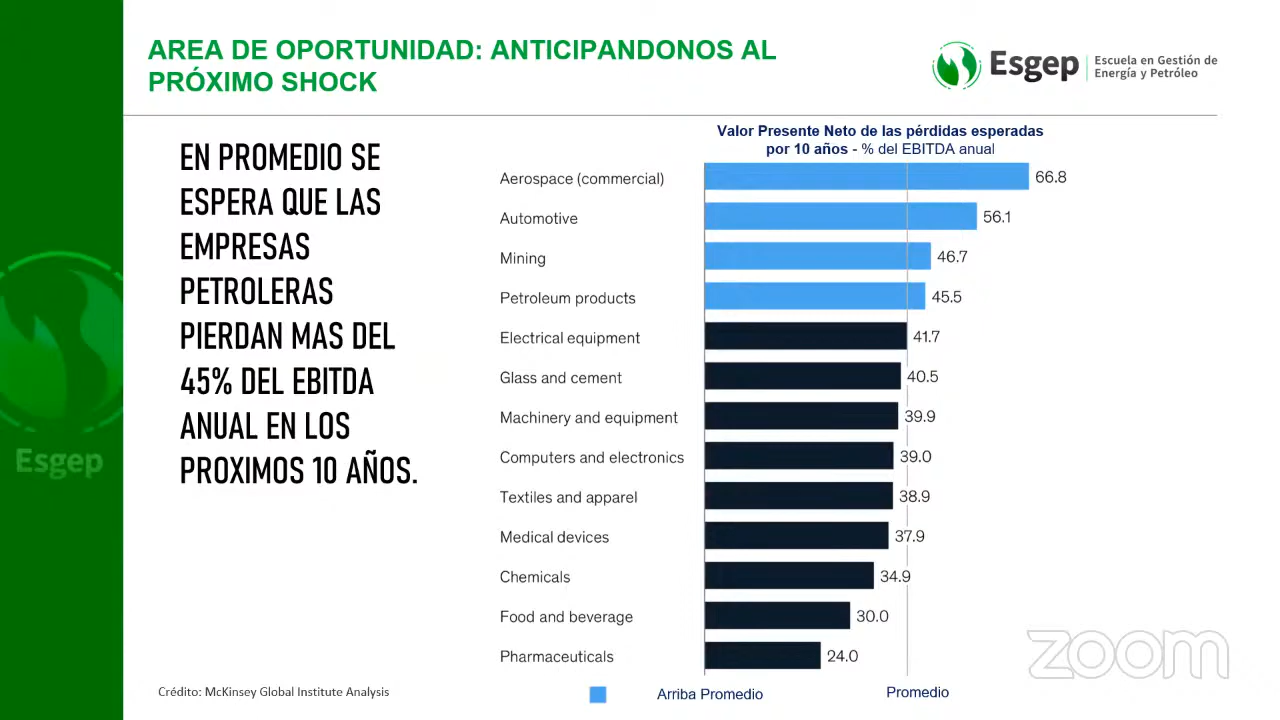 AREA DE OPORTUNIDAD: ANTICIPANDONOS AL
PRÓXIMO SHOCK
Esgep
Escuela en Gestión de
Energía y Petróleo
EN PROMEDIO SE
ESPERA QUE LAS
EMPRESAS
PETROLERAS
PIERDAN MAS DEL
45% DEL EBITDA
ANUAL EN LOS
PROXIMOS 10 AÑOS.
Esgep
Valor Presente Neto de las pérdidas esperadas
por 10 años - % del EBITDA anual
Aerospace (commercial) 66.8
Automotive 56.1
Mining 46.7
Petroleum products 45.5
Electrical equipment 41.7
Glass and cement 40.5
Machinery and equipment 39.9
Computers and electronics 39.0
Textiles and apparel 38.9
Medical devices 37.9
Chemicals 34.9
Food and beverage 30.0
Pharmaceuticals 24.0
Arriba Promedio
Promedio
Crédito: McKinsey Global Institute Analysis
zoom